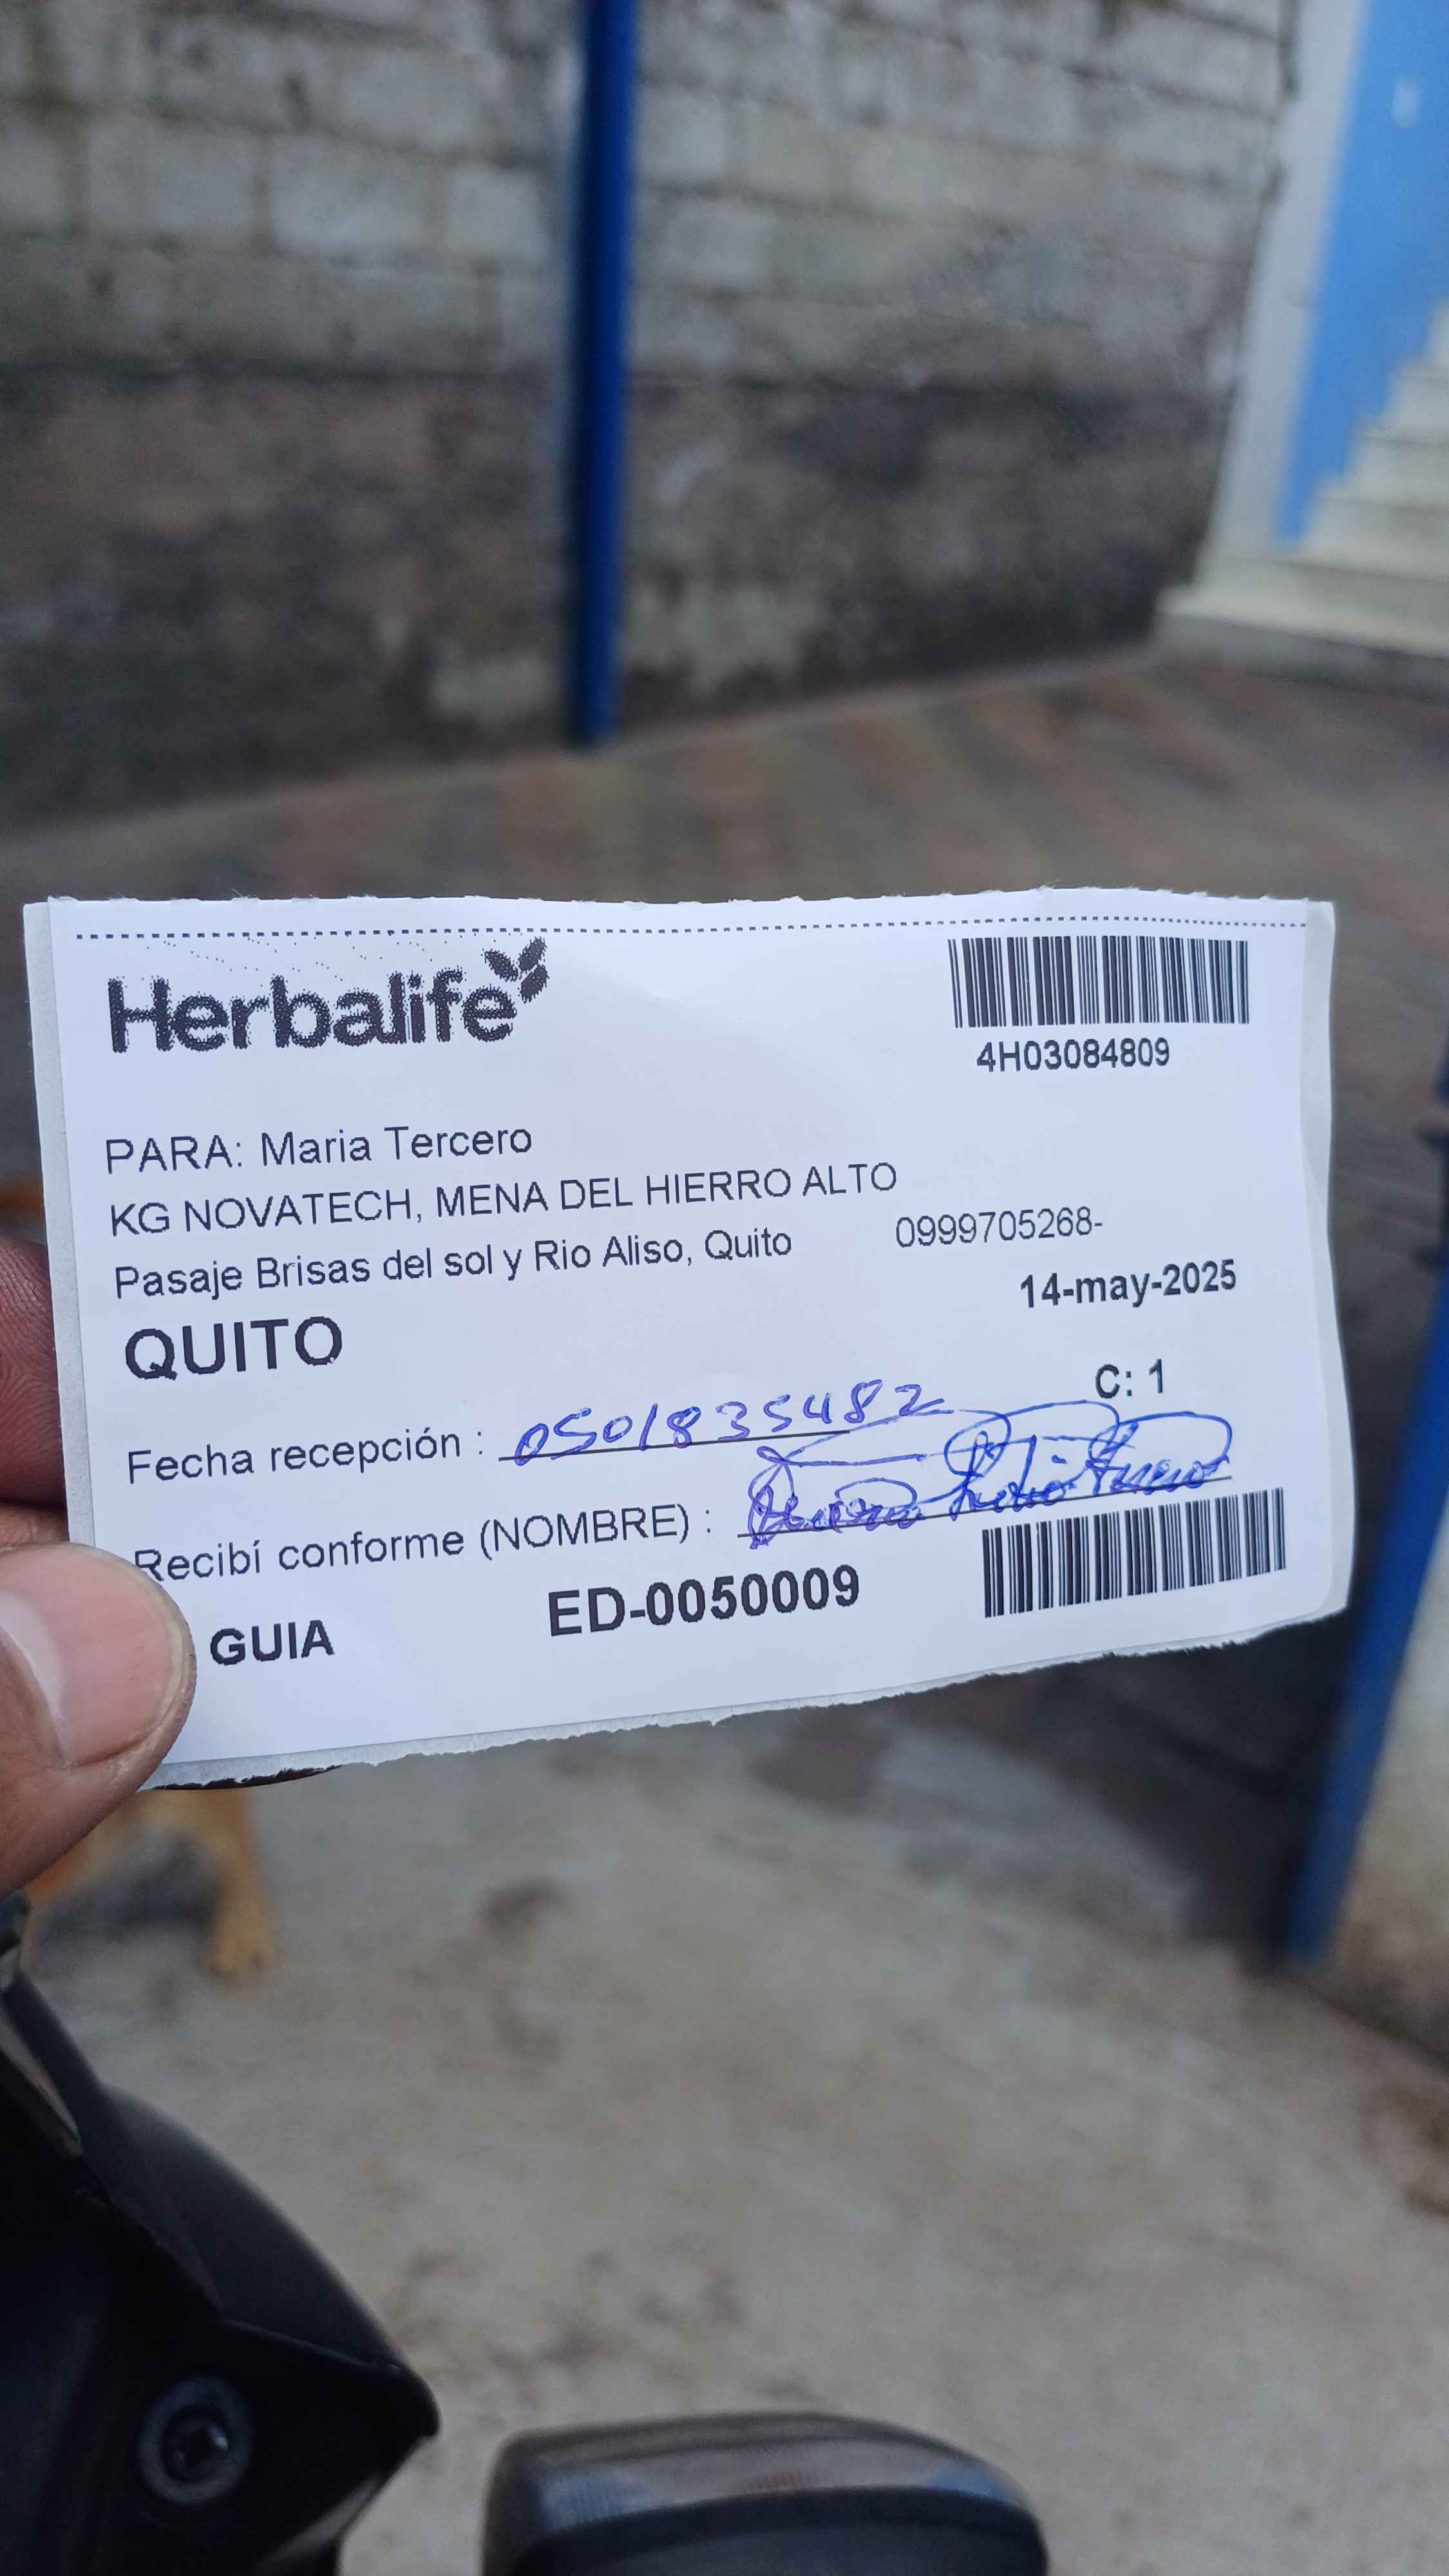 Herbalife
4H03084809
PARA: Maria Tercero
KG NOVATECH, MENA DEL HIERRO ALTO
Pasaje Brisas del sol y Rio Aliso, Quito 0999705268-
14-may-2025
QUITO
C: 1
Fecha recepción : 0501835482
Recibí conforme (NOMBRE) :
GUIA ED-0050009